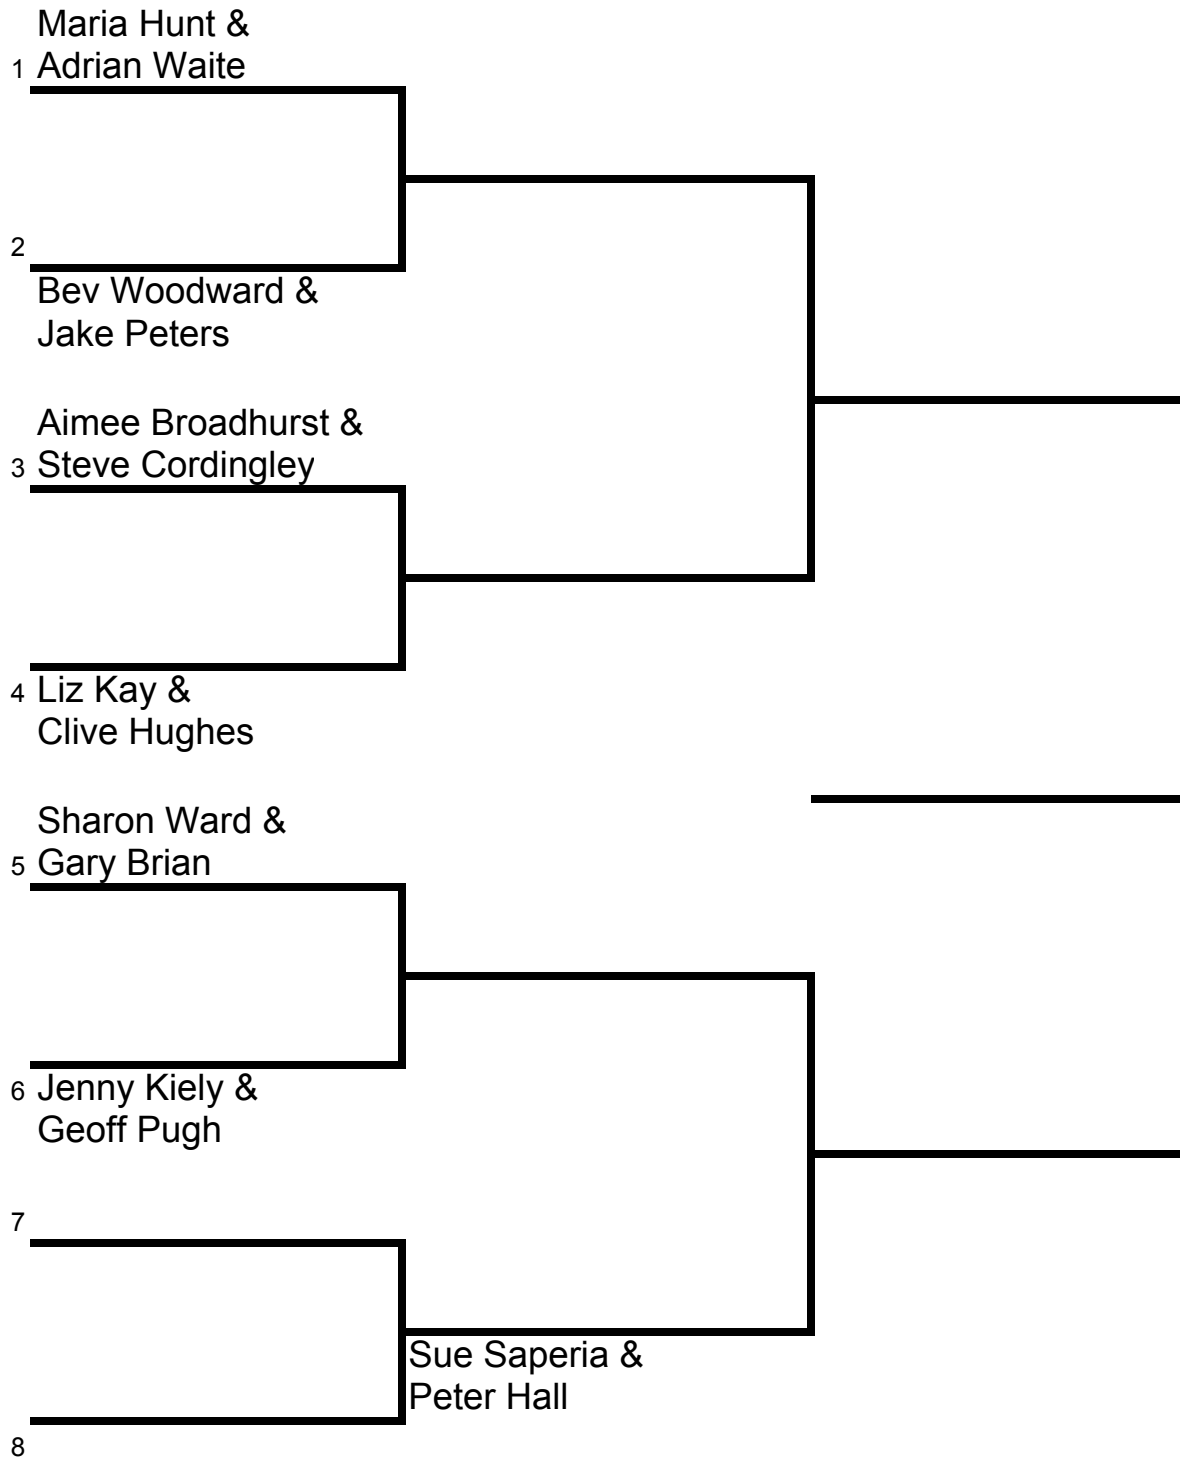 Maria Hunt &
1 Adrian Waite
2
Bev Woodward &
Jake Peters
Aimee Broadhurst &
3 Steve Cordingley
4 Liz Kay &
Clive Hughes
Sharon Ward &
5 Gary Brian
6 Jenny Kiely &
Geoff Pugh
7
Sue Saperia &
Peter Hall
8